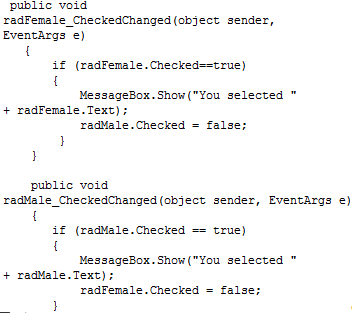 public void
radFemale_CheckedChanged(object sender,
EventArgs e)
{
if (radFemale.Checked==true)
{
MessageBox.Show("You selected "
+ radFemale.Text);
radMale.Checked = false;
}
}
public void
radMale_CheckedChanged(object sender, EventArgs e)
{
if (radMale.Checked == true)
{
MessageBox.Show("You selected "
+ radMale.Text);
radFemale.Checked = false;
}